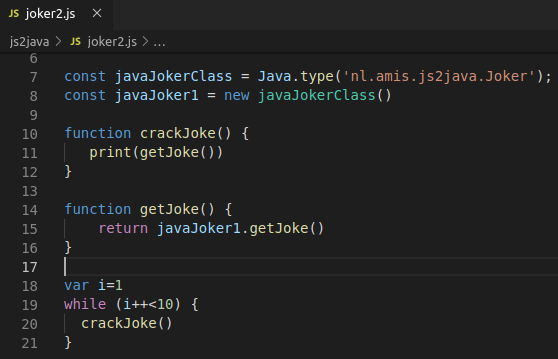 JS joker2.js ×
js2java > JS joker2.js > ...
6
7 const javaJokerClass = Java.type('nl.amis.js2java.Joker');
8 const javaJoker1 = new javaJokerClass()
9
10 function crackJoke() {
11    print(getJoke())
12 }
13
14 function getJoke() {
15     return javaJoker1.getJoke()
16 }
17
18 var i=1
19 while (i++<10) {
20   crackJoke()
21 }